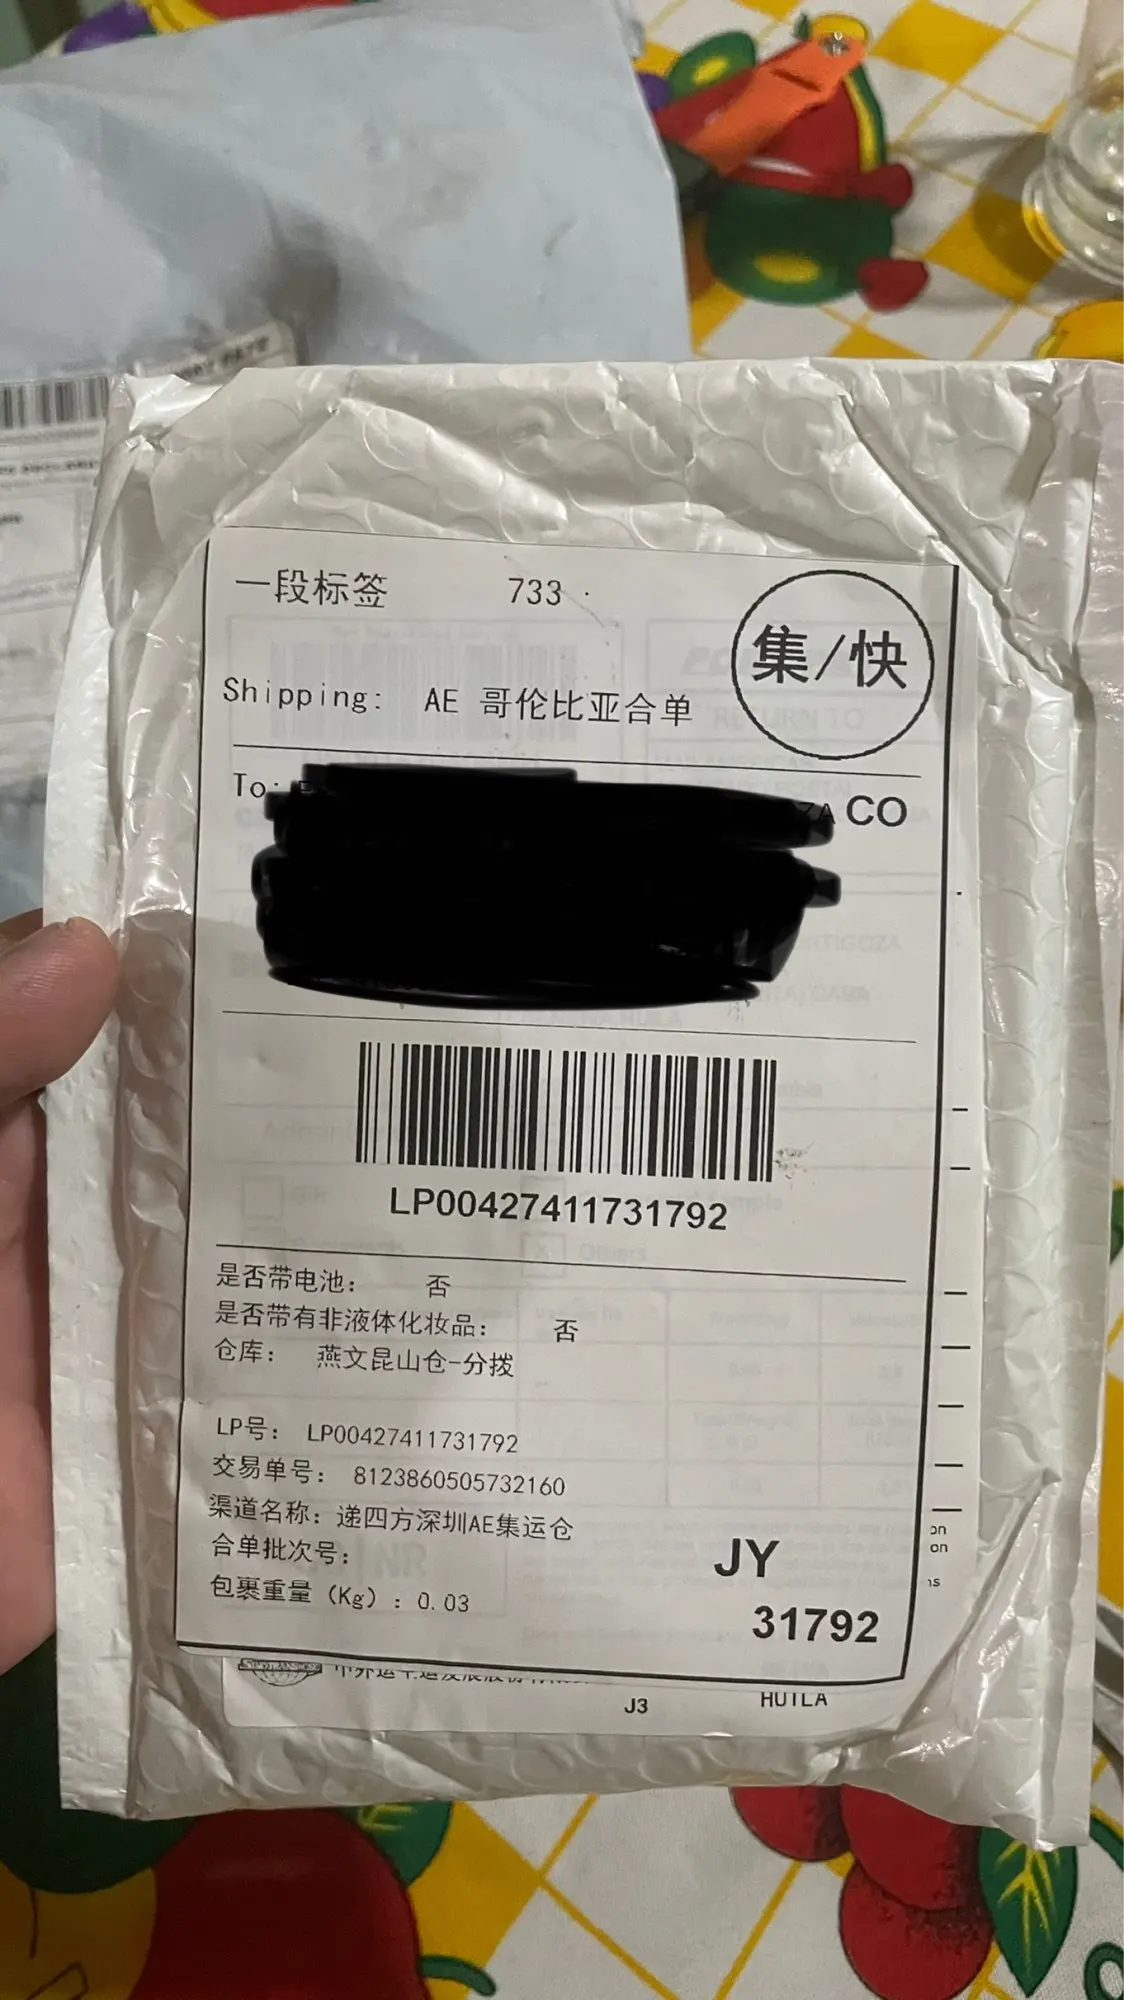 一段标签 733
集/快
Shipping: AE 哥伦比亚合单
To:
CO
LP00427411731792
是否带电池: 否
是否带有非液体化妆品: 否
仓库: 燕文昆山仓-分拨
LP号: LP00427411731792
交易单号: 8123860505732160
渠道名称: 递四方深圳AE集运仓
合单批次号:
包裹重量 (Kg) : 0.03
JY
31792
J3
HUILA